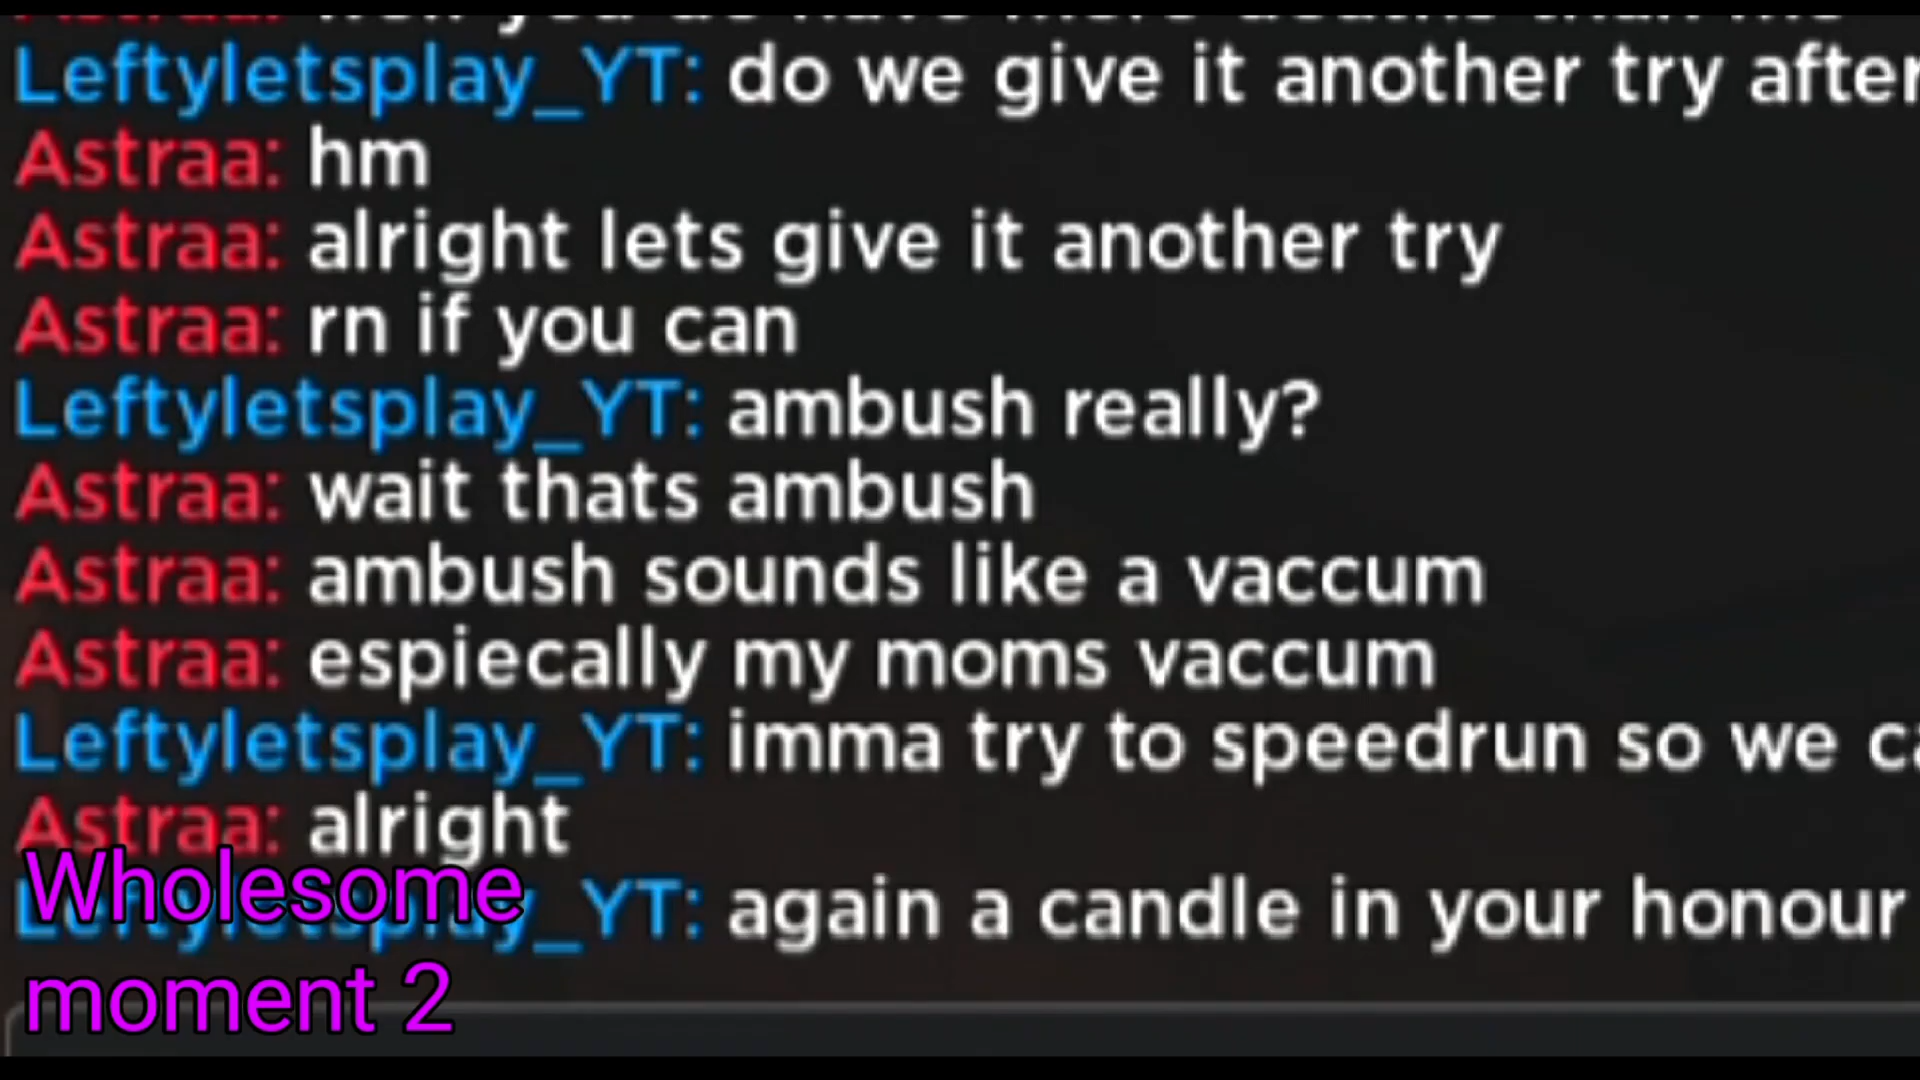 Leftyletsplay_YT: do we give it another try after
Astraa: hm
Astraa: alright lets give it another try
Astraa: rn if you can
Leftyletsplay_YT: ambush really?
Astraa: wait thats ambush
Astraa: ambush sounds like a vaccum
Astraa: espiecally my moms vaccum
Leftyletsplay_YT: imma try to speedrun so we ca
Astraa: alright
Leftyletsplay_YT: again a candle in your honour
Wholesome
moment 2